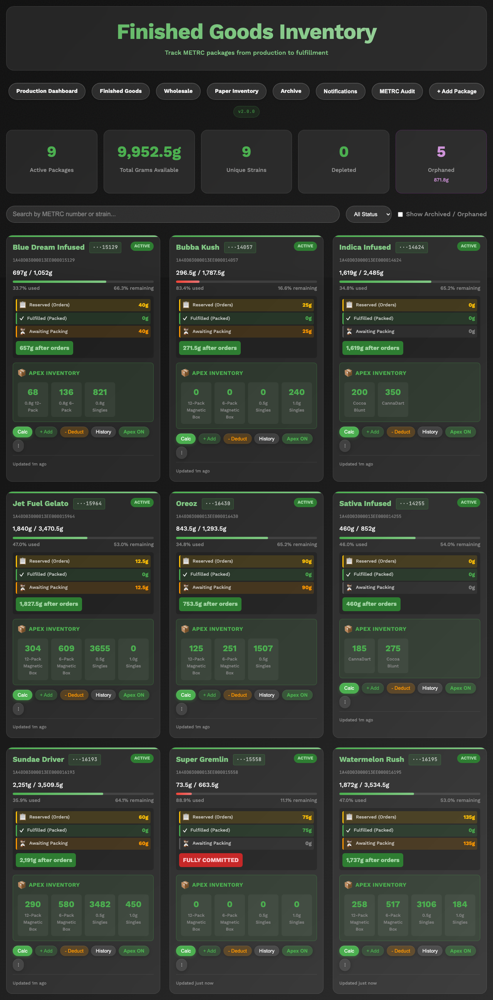 Finished Goods Inventory
Track METRC packages from production to fulfillment
Production Dashboard
Finished Goods
Wholesale
Paper Inventory
Archive
Notifications
METRC Audit
+ Add Package
v2.0.0
9
Active Packages
9,952.5g
Total Grams Available
9
Unique Strains
0
Depleted
5
Orphaned
871.8g
Search by METRC number or strain...
All Status
Show Archived / Orphaned
Blue Dream Infused
···15129
ACTIVE
1A40D03000013EE000015129
697g / 1,052g
33.7% used
66.3% remaining
Reserved (Orders)
40g
✓ Fulfilled (Packed)
0g
Awaiting Packing
40g
657g after orders
APEX INVENTORY
68
0.8g 12-
Pack
136
0.8g 6-
Pack
821
0.8g
Singles
Calc
+ Add
- Deduct
History
Apex ON
⋮
Updated 1m ago
Bubba Kush
···14057
ACTIVE
1A40D03000013EE000014057
296.5g / 1,787.5g
83.4% used
16.6% remaining
Reserved (Orders)
25g
✓ Fulfilled (Packed)
0g
Awaiting Packing
25g
271.5g after orders
APEX INVENTORY
0
12-Pack
Magnetic
Box
0
6-Pack
Magnetic
Box
0
0.5g
Singles
240
1.0g
Singles
Calc
+ Add
- Deduct
History
Apex ON
⋮
Updated 1m ago
Indica Infused
···14624
ACTIVE
1A40D03000013EE000014624
1,619g / 2,485g
34.8% used
65.2% remaining
Reserved (Orders)
0g
✓ Fulfilled (Packed)
0g
Awaiting Packing
0g
1,619g after orders
APEX INVENTORY
200
Cocoa
Blunt
350
CannaDart
Calc
+ Add
- Deduct
History
Apex ON
⋮
Updated 1m ago
Jet Fuel Gelato
···15964
ACTIVE
1A40D03000013EE000015964
1,840g / 3,470.5g
47.0% used
53.0% remaining
Reserved (Orders)
12.5g
✓ Fulfilled (Packed)
0g
Awaiting Packing
12.5g
1,827.5g after orders
APEX INVENTORY
304
12-Pack
Magnetic
Box
609
6-Pack
Magnetic
Box
3655
0.5g
Singles
0
1.0g
Singles
Calc
+ Add
- Deduct
History
Apex ON
⋮
Updated 1m ago
Oreoz
···16430
ACTIVE
1A40D03000013EE000016430
843.5g / 1,293.5g
34.8% used
65.2% remaining
Reserved (Orders)
90g
✓ Fulfilled (Packed)
0g
Awaiting Packing
90g
753.5g after orders
APEX INVENTORY
125
12-Pack
Magnetic
Box
251
6-Pack
Magnetic
Box
1507
0.5g
Singles
Calc
+ Add
- Deduct
History
Apex ON
⋮
Updated 1m ago
Sativa Infused
···14255
ACTIVE
1A40D03000013EE000014255
460g / 852g
46.0% used
54.0% remaining
Reserved (Orders)
0g
✓ Fulfilled (Packed)
0g
Awaiting Packing
0g
460g after orders
APEX INVENTORY
185
CannaDart
275
Cocoa
Blunt
Calc
+ Add
- Deduct
History
Apex ON
⋮
Updated 1m ago
Sundae Driver
···16193
ACTIVE
1A40D03000013EE000016193
2,251g / 3,509.5g
35.9% used
64.1% remaining
Reserved (Orders)
60g
✓ Fulfilled (Packed)
0g
Awaiting Packing
60g
2,191g after orders
APEX INVENTORY
290
12-Pack
Magnetic
Box
580
6-Pack
Magnetic
Box
3482
0.5g
Singles
450
1.0g
Singles
Calc
+ Add
- Deduct
History
Apex ON
⋮
Updated 1m ago
Super Gremlin
···15558
ACTIVE
1A40D03000013EE000015558
73.5g / 663.5g
88.9% used
11.1% remaining
Reserved (Orders)
75g
✓ Fulfilled (Packed)
75g
Awaiting Packing
0g
FULLY COMMITTED
APEX INVENTORY
0
12-Pack
Magnetic
Box
0
6-Pack
Magnetic
Box
0
0.5g
Singles
0
1.0g
Singles
Calc
+ Add
- Deduct
History
Apex ON
⋮
Updated just now
Watermelon Rush
···16195
ACTIVE
1A40D03000013EE000016195
1,872g / 3,534.5g
47.0% used
53.0% remaining
Reserved (Orders)
135g
✓ Fulfilled (Packed)
0g
Awaiting Packing
135g
1,737g after orders
APEX INVENTORY
258
12-Pack
Magnetic
Box
517
6-Pack
Magnetic
Box
3106
0.5g
Singles
184
1.0g
Singles
Calc
+ Add
- Deduct
History
Apex ON
⋮
Updated just now